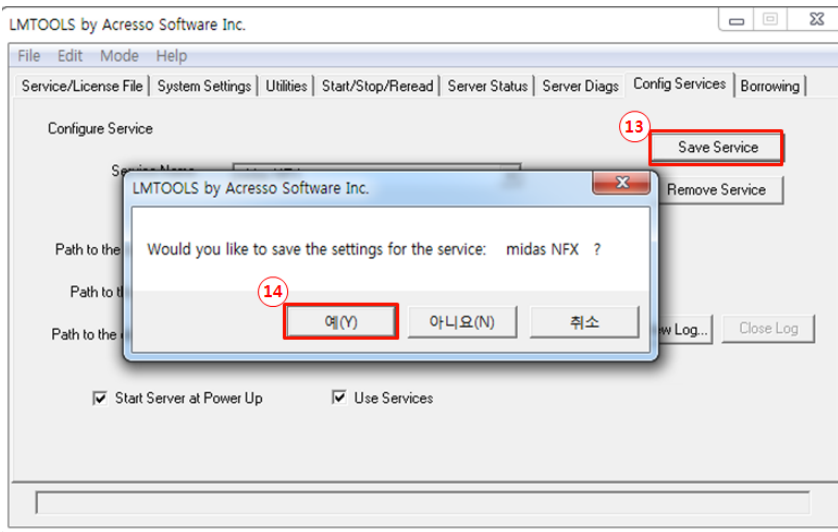 LMTOOLS by Acresso Software Inc.
File Edit Mode Help
Service/License File System Settings Utilities Start/Stop/Reread Server Status Server Diags Config Services Borrowing
Configure Service
13
Save Service
LMTOOLS by Acresso Software Inc.
Remove Service
Would you like to save the settings for the service: midas NFX ?
Path to the
Path to
14
예(Y) 아니요(N) 취소
Path to the
Log... Close Log
Start Server at Power Up Use Services